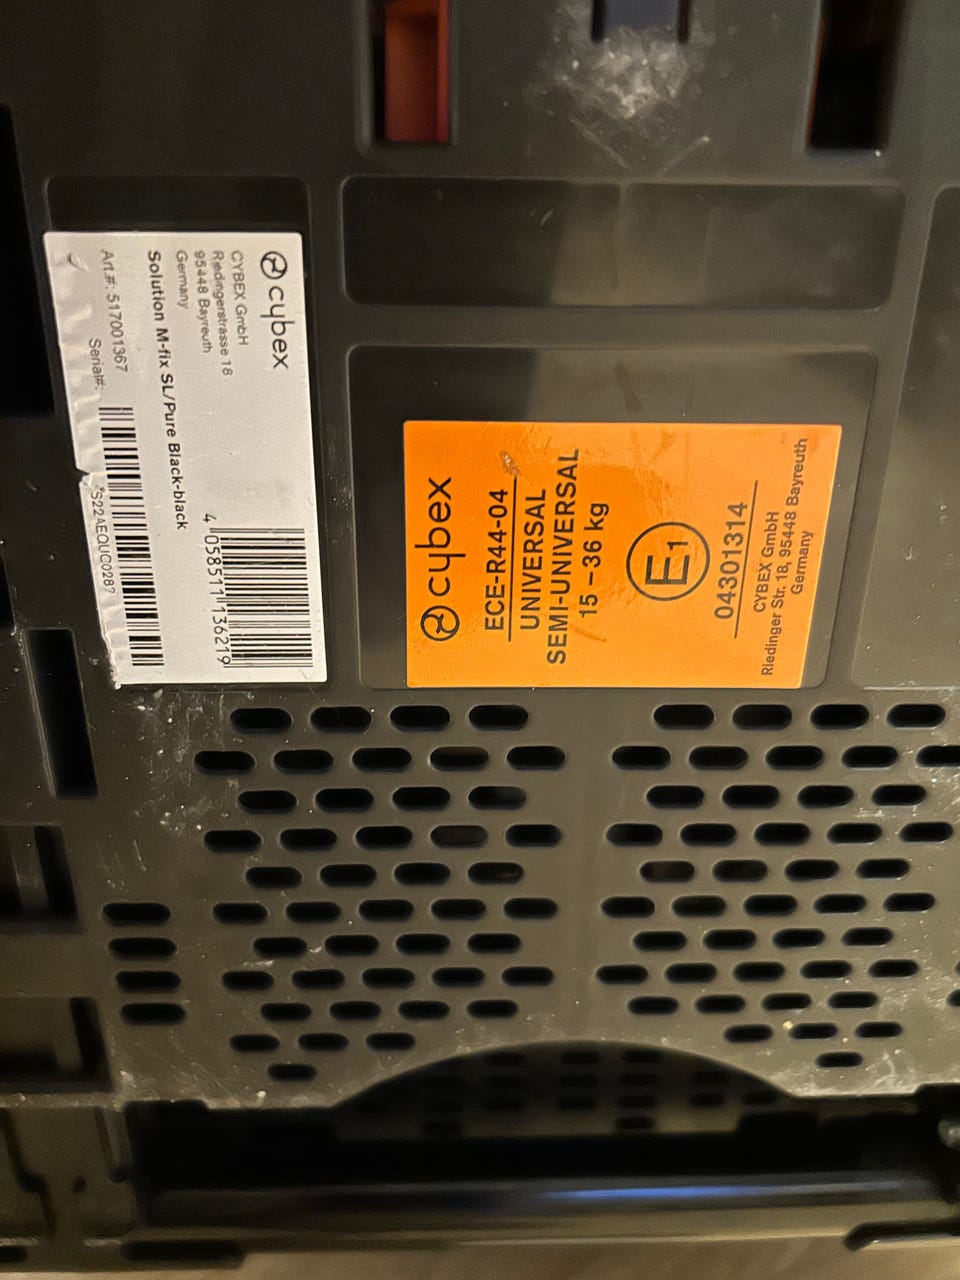 cybex
CYBEX GmbH
Riedingerstrasse 18
95448 Bayreuth
Germany
Solution M-fix SL/Pure Black-black
4 058511 136219
Art.#: 517001367
Serial#:
*S22AEQUC0287
cybex
ECE-R44-04
UNIVERSAL
SEMI-UNIVERSAL
15 – 36 kg
E1
04301314
CYBEX GmbH
Riedinger Str. 18, 95448 Bayreuth
Germany